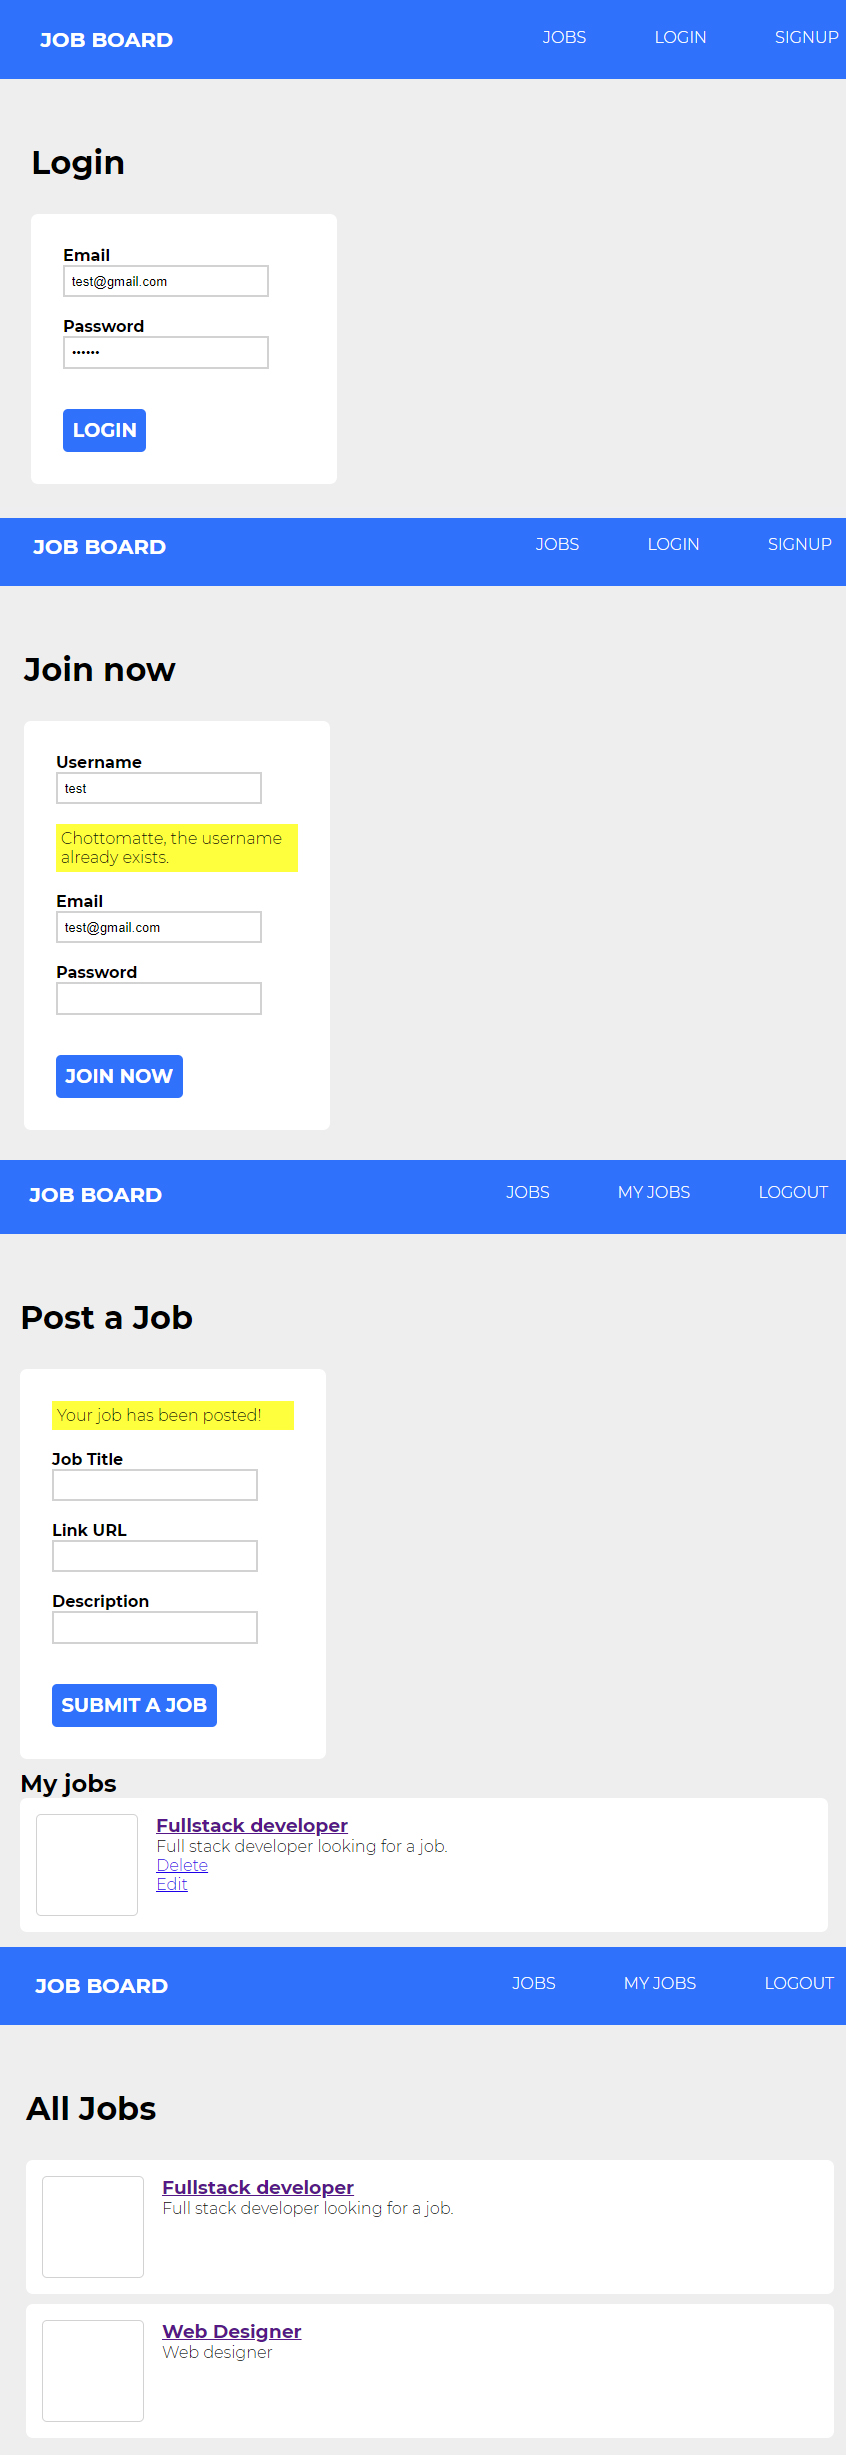 JOB BOARD JOBS LOGIN SIGNUP
Login
Email
test@gmail.com
Password
••••••
LOGIN
JOB BOARD JOBS LOGIN SIGNUP
Join now
Username
test
Chottomatte, the username
already exists.
Email
test@gmail.com
Password
JOIN NOW
JOB BOARD JOBS MY JOBS LOGOUT
Post a Job
Your job has been posted!
Job Title
Link URL
Description
SUBMIT A JOB
My jobs
Fullstack developer
Full stack developer looking for a job.
Delete
Edit
JOB BOARD JOBS MY JOBS LOGOUT
All Jobs
Fullstack developer
Full stack developer looking for a job.
Web Designer
Web designer